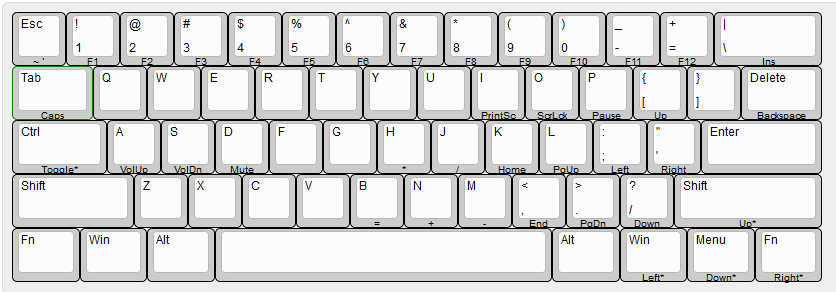 Esc ! @ # $ % ^ & * ( ) _ + |
1 2 3 4 5 6 7 8 9 0 - = \
~ ` F1 F2 F3 F4 F5 F6 F7 F8 F9 F10 F11 F12 Ins
Tab Q W E R T Y U I O P { } Delete
[ ]
Caps PrintSc ScrLck Pause Up Backspace
Ctrl A S D F G H J K L : " Enter
; '
Toggle* VolUp VolDn Mute * / Home PgUp Left Right
Shift Z X C V B N M < > ? Shift
, . /
= + - End PgDn Down Up*
Fn Win Alt Alt Win Menu Fn
Left* Down* Right*